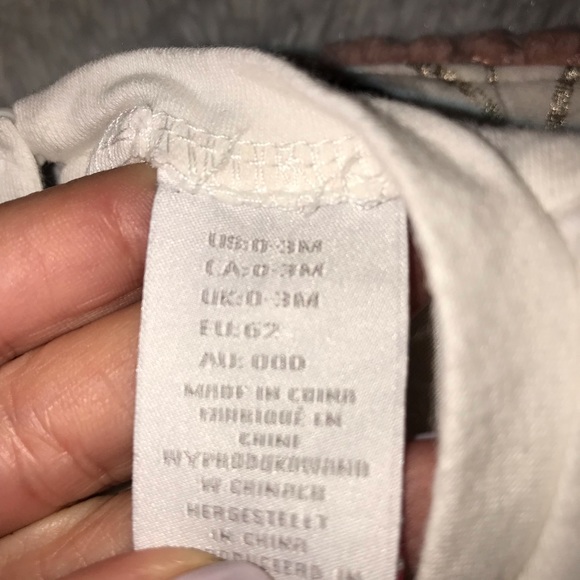 US:0-3M
CA:0-3M
UK:0-3M
EU:62
AU: 000
MADE IN CHINA
FABRIQUÉ EN
CHINE
WYPRODUKOWANO
W CHINACH
HERGESTELLT
IN CHINA
IN